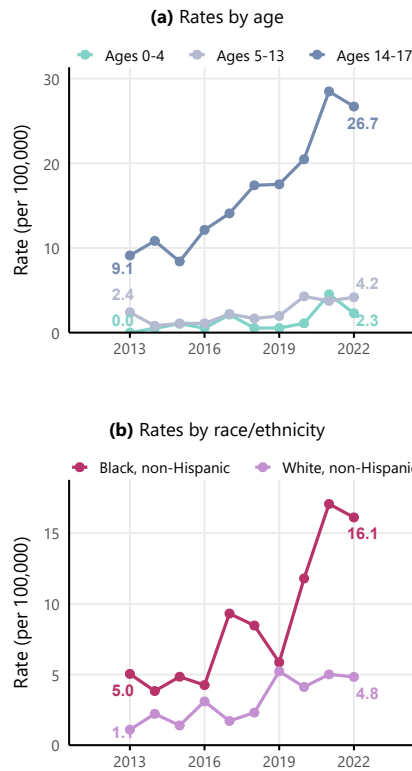 (a) Rates by age
Ages 0-4 Ages 5-13 Ages 14-17
30
20
10
0
Rate (per 100,000)
9.1
2.4
0.0
26.7
4.2
2.3
2013 2016 2019 2022
(b) Rates by race/ethnicity
Black, non-Hispanic White, non-Hispanic
15
10
5
0
Rate (per 100,000)
5.0
1.1
16.1
4.8
2013 2016 2019 2022